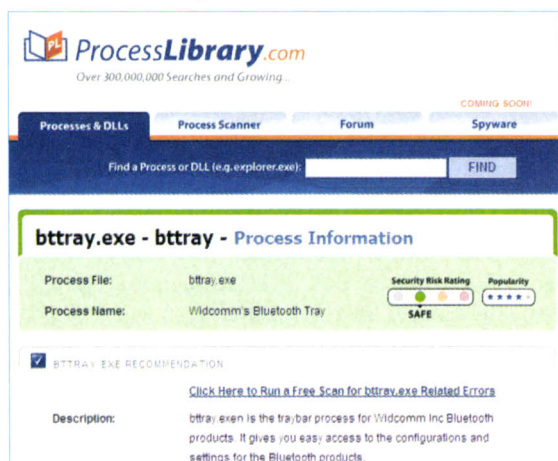 PL ProcessLibrary.com
Over 300,000,000 Searches and Growing...
COMING SOON!
Processes & DLLs Process Scanner Forum Spyware
Find a Process or DLL (e.g. explorer.exe): FIND
bttray.exe - bttray - Process Information
Process File: bttray.exe Security Risk Rating Popularity
Process Name: Widcomm's Bluetooth Tray SAFE
BTTRAY EXE RECOMMENDATION
Click Here to Run a Free Scan for bttray.exe Related Errors
Description: bttray.exen is the traybar process for Widcomm Inc Bluetooth
products. It gives you easy access to the configurations and
settings for the Bluetooth products.